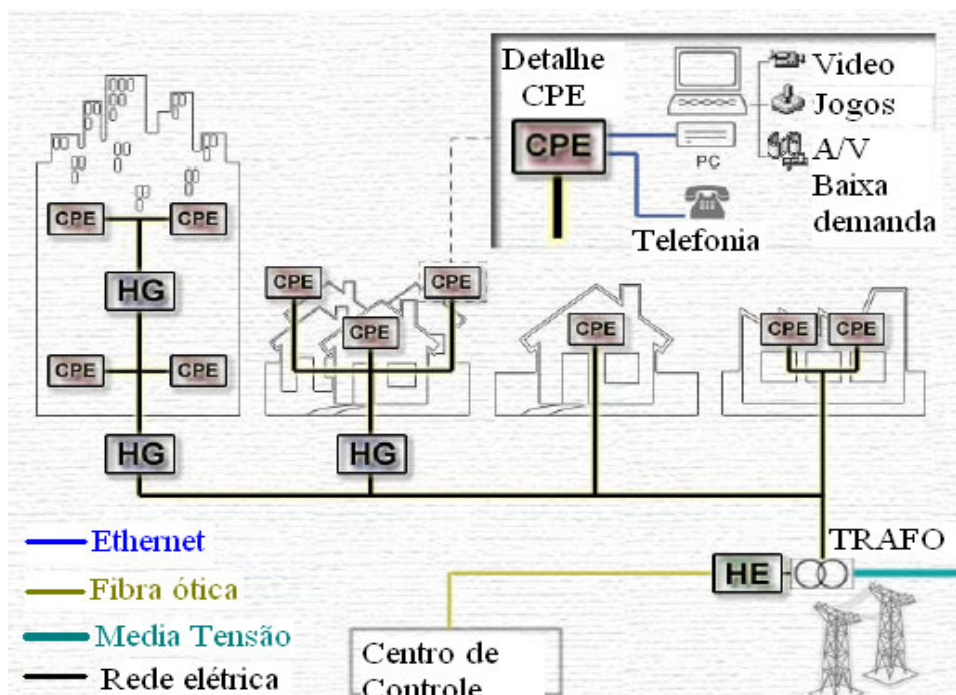 Detalhe
CPE
CPE
PC
Telefonia
Video
Jogos
A/V
Baixa
demanda
CPE
CPE
HG
CPE
CPE
HG
CPE
CPE
CPE
HG
CPE
CPE
CPE
TRAFO
HE
Ethernet
Fibra ótica
Media Tensão
Rede elétrica
Centro de
Controle